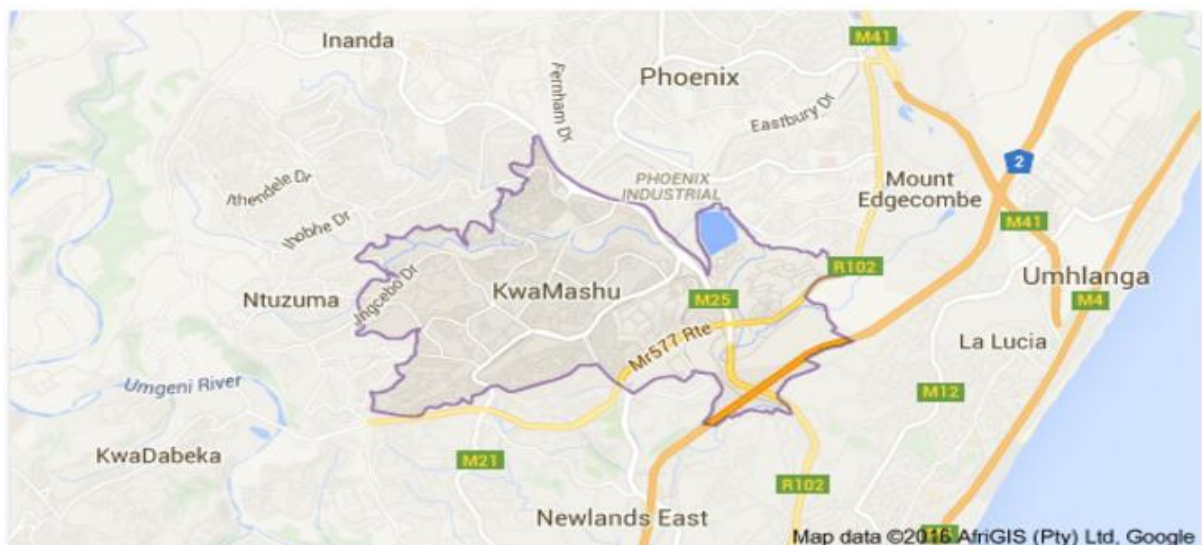 M41
Inanda
Phoenix
Fernham Dr
Eastbury Dr
2
PHOENIX
INDUSTRIAL
Mount
Edgecombe
M41
Jhobhe Dr
R102
Umhlanga
Ntuzuma
KwaMashu
M25
M4
Mr577 Rte
La Lucia
Umgeni River
M12
KwaDabeka
M21
R102
Newlands East
Map data ©2016 AfriGIS (Pty) Ltd, Google